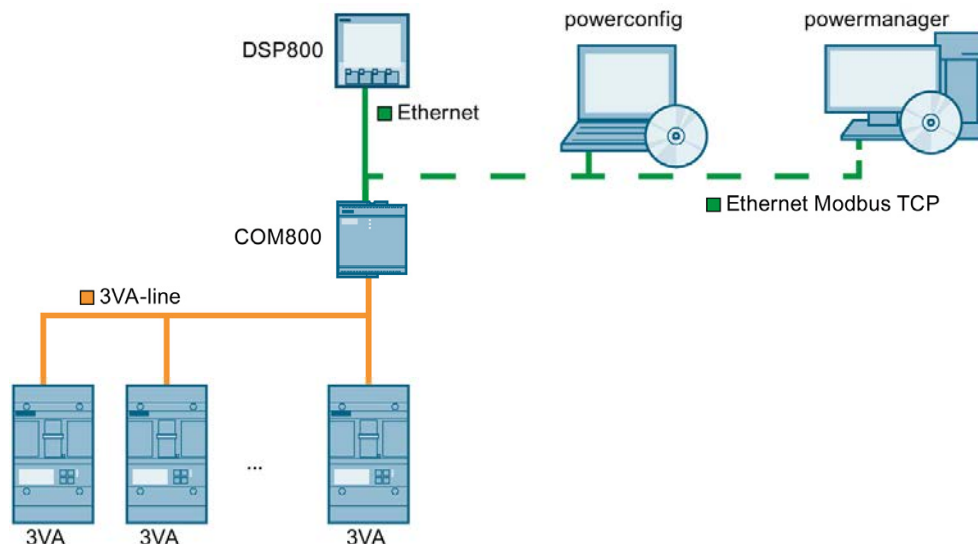 powerconfig
powermanager
DSP800
Ethernet
Ethernet Modbus TCP
COM800
3VA-line
...
3VA
3VA
3VA